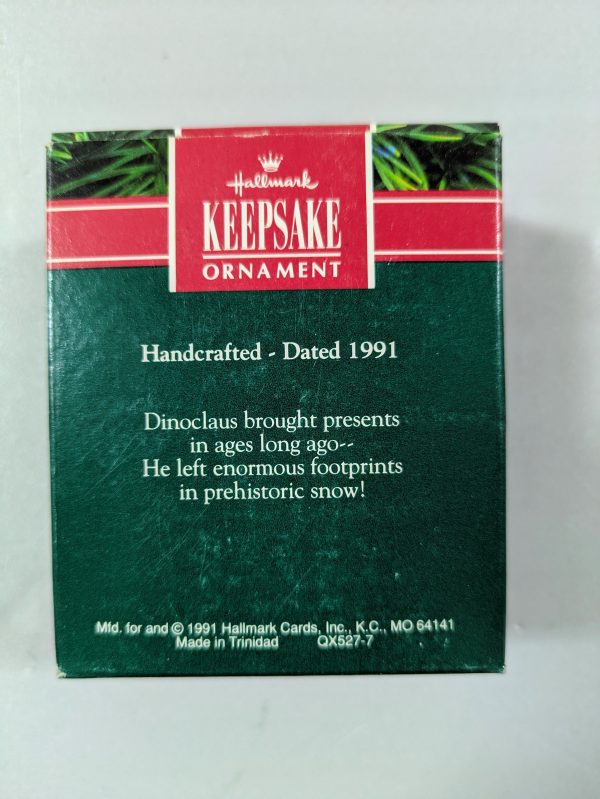 Hallmark
KEEPSAKE
ORNAMENT
Handcrafted - Dated 1991
Dinoclaus brought presents
in ages long ago--
He left enormous footprints
in prehistoric snow!
Mfd. for and © 1991 Hallmark Cards, Inc., K.C., MO 64141
Made in Trinidad QX527-7